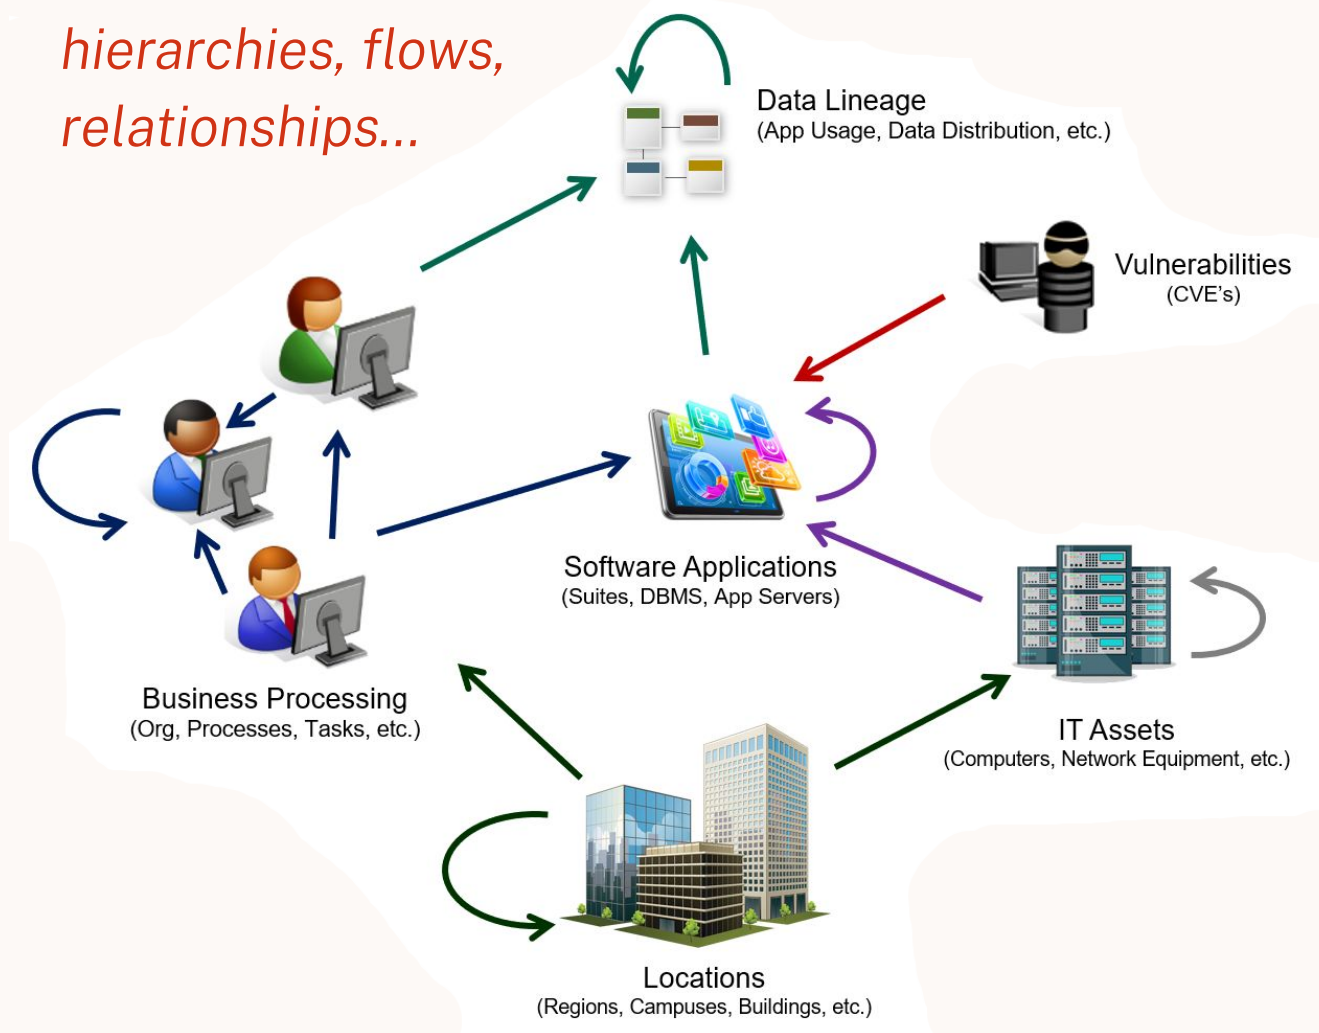 hierarchies, flows,
relationships...
Data Lineage
(App Usage, Data Distribution, etc.)
Vulnerabilities
(CVE's)
Software Applications
(Suites, DBMS, App Servers)
Business Processing
(Org, Processes, Tasks, etc.)
IT Assets
(Computers, Network Equipment, etc.)
Locations
(Regions, Campuses, Buildings, etc.)